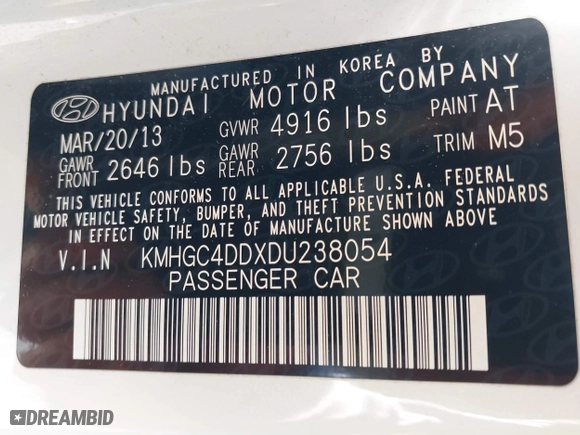 MANUFACTURED IN KOREA BY
HYUNDAI MOTOR COMPANY
MAR/20/13 GVWR 4916 lbs PAINT AT
GAWR FRONT 2646 lbs GAWR REAR 2756 lbs TRIM M5
THIS VEHICLE CONFORMS TO ALL APPLICABLE U.S.A. FEDERAL
MOTOR VEHICLE SAFETY, BUMPER, AND THEFT PREVENTION STANDARDS
IN EFFECT ON THE DATE OF MANUFACTURE SHOWN ABOVE
V.I.N KMHGC4DDXDU238054
PASSENGER CAR
DREAMBID